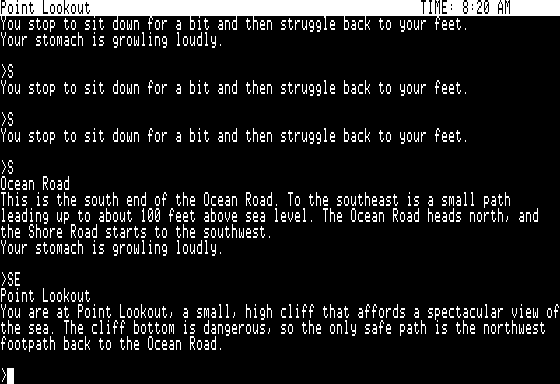 Point Lookout TIME: 8:20 AM
You stop to sit down for a bit and then struggle back to your feet.
Your stomach is growling loudly.
>S
You stop to sit down for a bit and then struggle back to your feet.
>S
You stop to sit down for a bit and then struggle back to your feet.
>S
Ocean Road
This is the south end of the Ocean Road. To the southeast is a small path
leading up to about 100 feet above sea level. The Ocean Road heads north, and
the Shore Road starts to the southwest.
Your stomach is growling loudly.
>SE
Point Lookout
You are at Point Lookout, a small, high cliff that affords a spectacular view of
the sea. The cliff bottom is dangerous, so the only safe path is the northwest
footpath back to the Ocean Road.
>